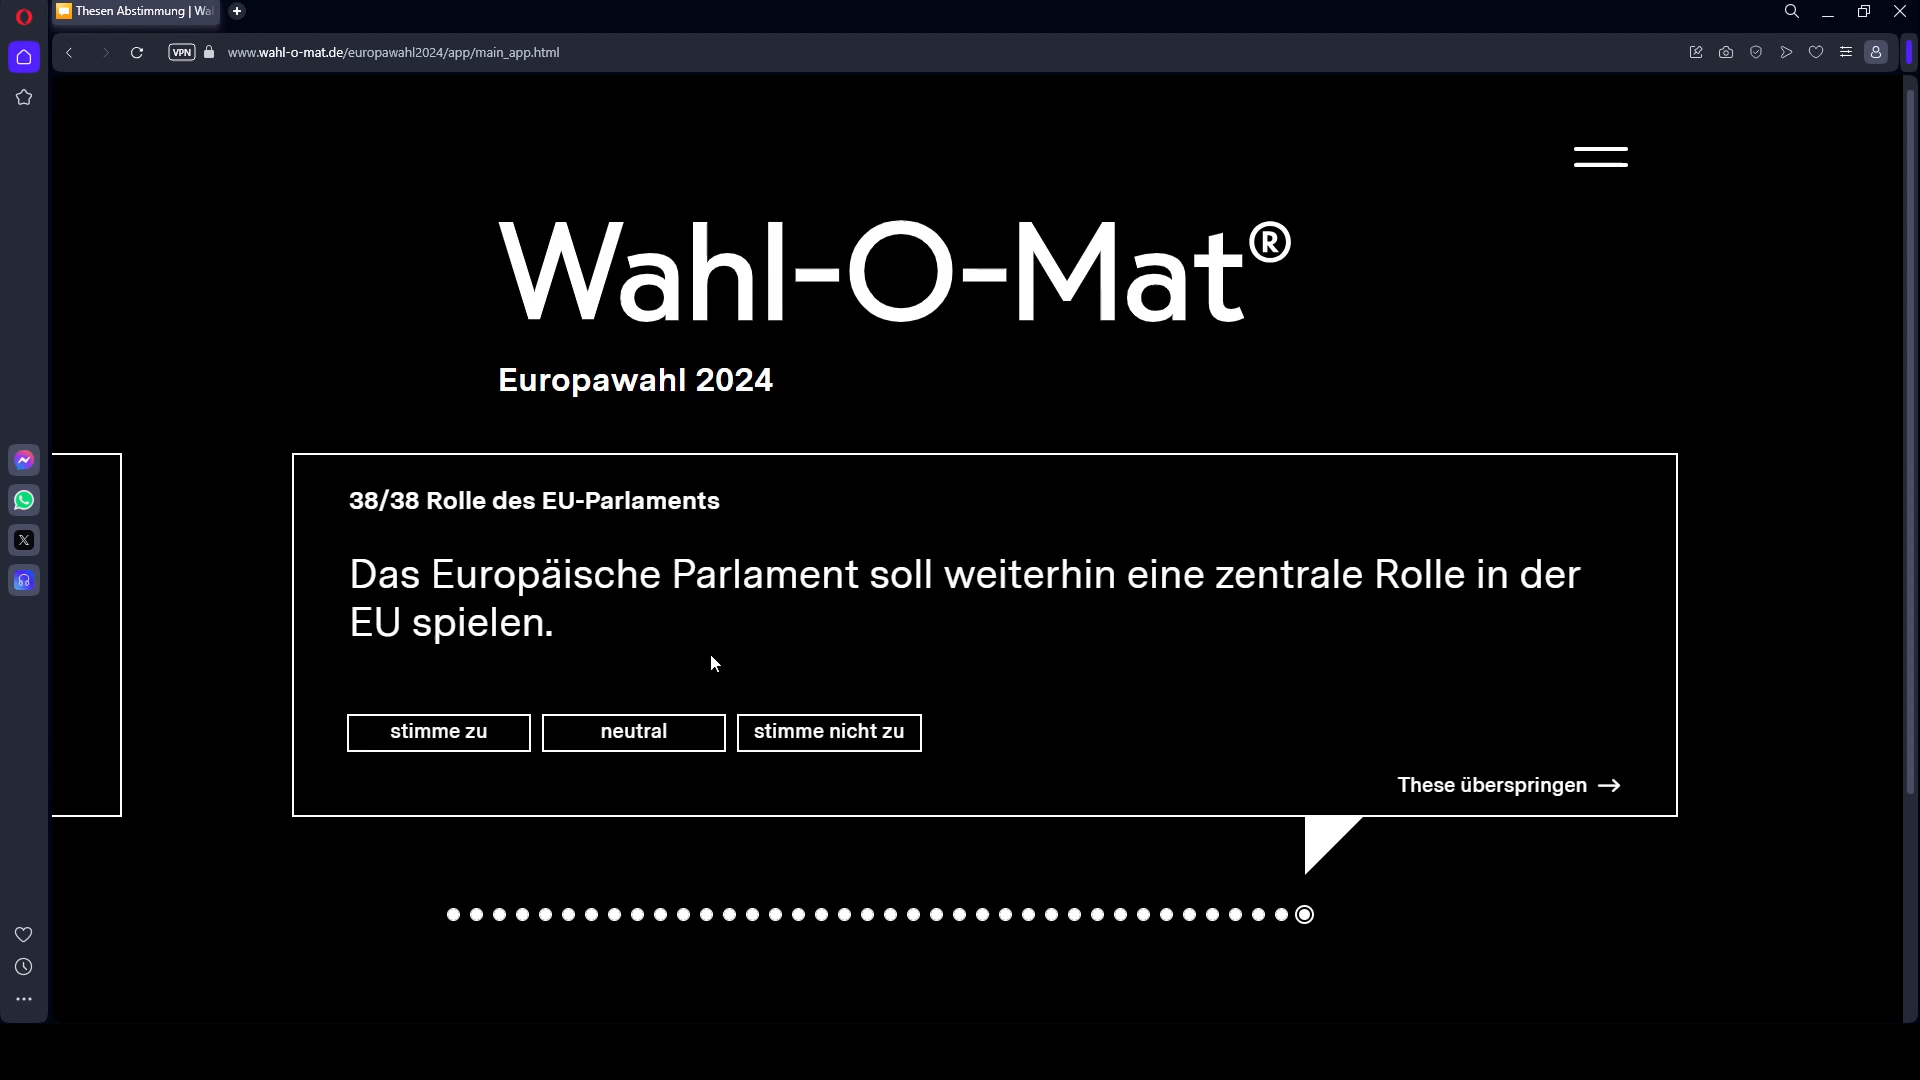 Thesen Abstimmung | Wa
VPN
www.wahl-o-mat.de/europawahl2024/app/main_app.html
Wahl-O-Mat®
Europawahl 2024
38/38 Rolle des EU-Parlaments
Das Europäische Parlament soll weiterhin eine zentrale Rolle in der
EU spielen.
stimme zu
neutral
stimme nicht zu
These überspringen →